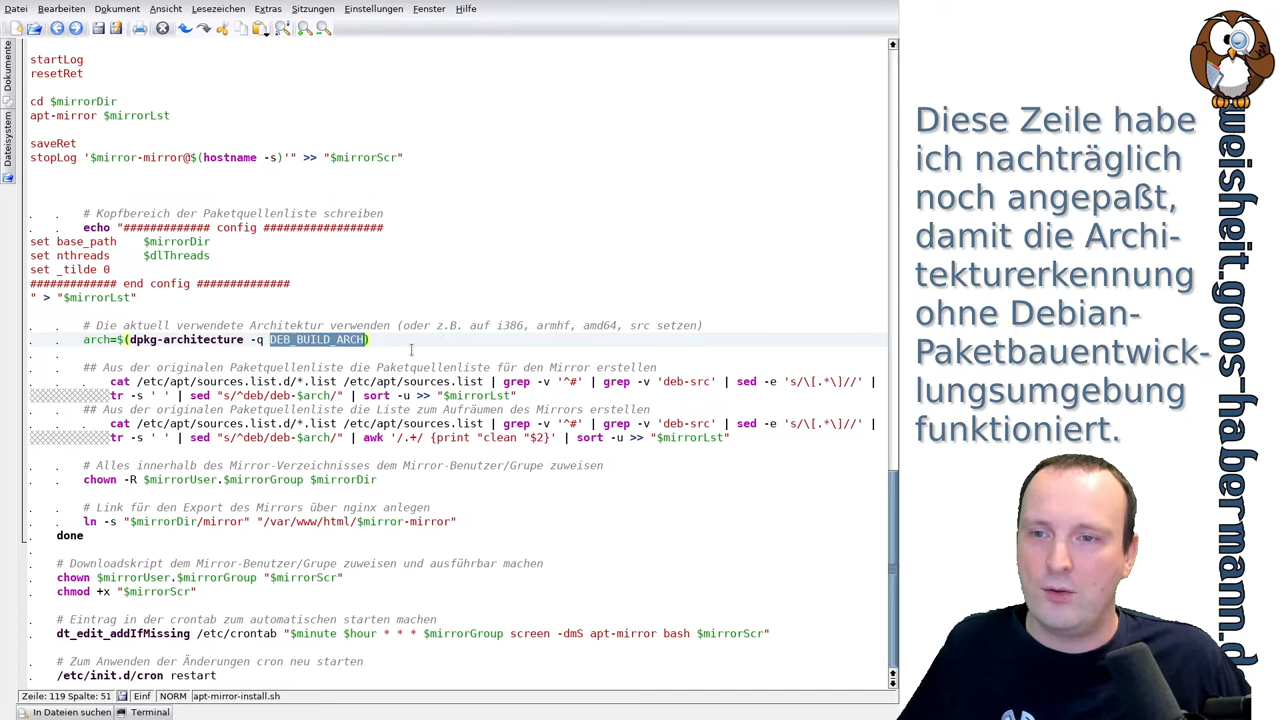 Datei Bearbeiten Dokument Ansicht Lesezeichen Extras Sitzungen Einstellungen Fenster Hilfe
Dokumente
Dateisystem
startLog
resetRet
cd $mirrorDir
apt-mirror $mirrorLst
saveRet
stopLog '$mirror-mirror@$(hostname -s)'" >> "$mirrorScr"
# Kopfbereich der Paketquellenliste schreiben
echo "############# config ##################
set base_path    $mirrorDir
set nthreads     $dlThreads
set _tilde 0
############# end config ##############
" > "$mirrorLst"
# Die aktuell verwendete Architektur verwenden (oder z.B. auf i386, armhf, amd64, src setzen)
arch=$(dpkg-architecture -q DEB_BUILD_ARCH)
## Aus der originalen Paketquellenliste die Paketquellenliste für den Mirror erstellen
cat /etc/apt/sources.list.d/*.list /etc/apt/sources.list | grep -v '^#' | grep -v 'deb-src' | sed -e 's/\[.*\]//' |
tr -s ' ' | sed "s/^deb/deb-$arch/" | sort -u >> "$mirrorLst"
## Aus der originalen Paketquellenliste die Liste zum Aufräumen des Mirrors erstellen
cat /etc/apt/sources.list.d/*.list /etc/apt/sources.list | grep -v '^#' | grep -v 'deb-src' | sed -e 's/\[.*\]//' |
tr -s ' ' | sed "s/^deb/deb-$arch/" | awk '/.+/ {print "clean "$2}' | sort -u >> "$mirrorLst"
# Alles innerhalb des Mirror-Verzeichnisses dem Mirror-Benutzer/Grupe zuweisen
chown -R $mirrorUser.$mirrorGroup $mirrorDir
# Link für den Export des Mirrors über nginx anlegen
ln -s "$mirrorDir/mirror" "/var/www/html/$mirror-mirror"
done
# Downloadskript dem Mirror-Benutzer/Grupe zuweisen und ausführbar machen
chown $mirrorUser.$mirrorGroup "$mirrorScr"
chmod +x "$mirrorScr"
# Eintrag in der crontab zum automatischen starten machen
dt_edit_addIfMissing /etc/crontab "$minute $hour * * * $mirrorGroup screen -dmS apt-mirror bash $mirrorScr"
# Zum Anwenden der Änderungen cron neu starten
/etc/init.d/cron restart
Zeile: 119 Spalte: 51 Einf NORM apt-mirror-install.sh
In Dateien suchen Terminal
Diese Zeile habe
ich nachträglich
noch angepaßt,
damit die Archi-
tekturerkennung
ohne Debian-
Paketbauentwick-
lungsumgebung
funktioniert.
weisheit.goos-habermann.d